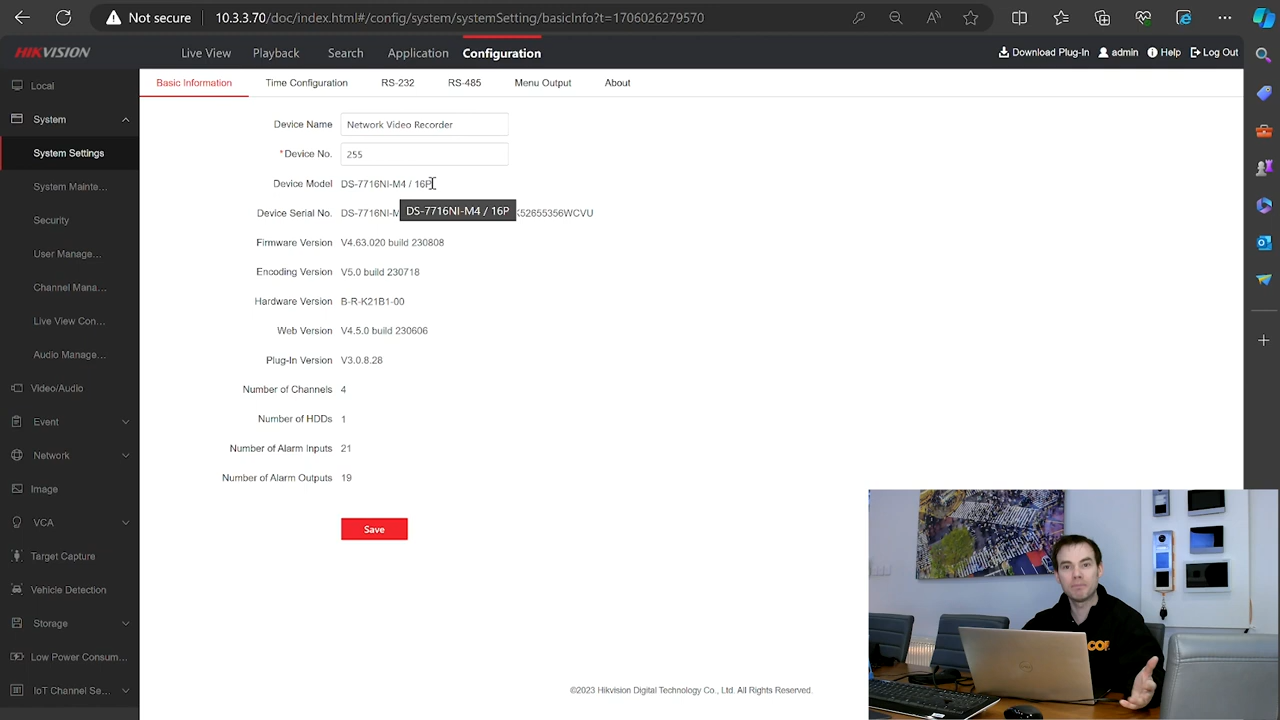 Not secure 10.3.3.70/doc/index.html#/config/system/systemSetting/basicInfo?t=1706026279570
HIKVISION Live View Playback Search Application Configuration Download Plug-In admin Help Log Out
Basic Information Time Configuration RS-232 RS-485 Menu Output About
Local
System
System Settings
System Mainte...
Security
User Manage...
Channel Mana...
Live View Con...
Audio Manage...
Video/Audio
Event
Network
Image
VCA
Target Capture
Vehicle Detection
Storage
Low Power Consum...
IoT Channel Se...
Device Name Network Video Recorder
*Device No. 255
Device Model DS-7716NI-M4 / 16P
DS-7716NI-M4 / 16P
Device Serial No. DS-7716NI-M K52655356WCVU
Firmware Version V4.63.020 build 230808
Encoding Version V5.0 build 230718
Hardware Version B-R-K21B1-00
Web Version V4.5.0 build 230606
Plug-In Version V3.0.8.28
Number of Channels 4
Number of HDDs 1
Number of Alarm Inputs 21
Number of Alarm Outputs 19
Save
©2023 Hikvision Digital Technology Co., Ltd. All Rights Reserved.